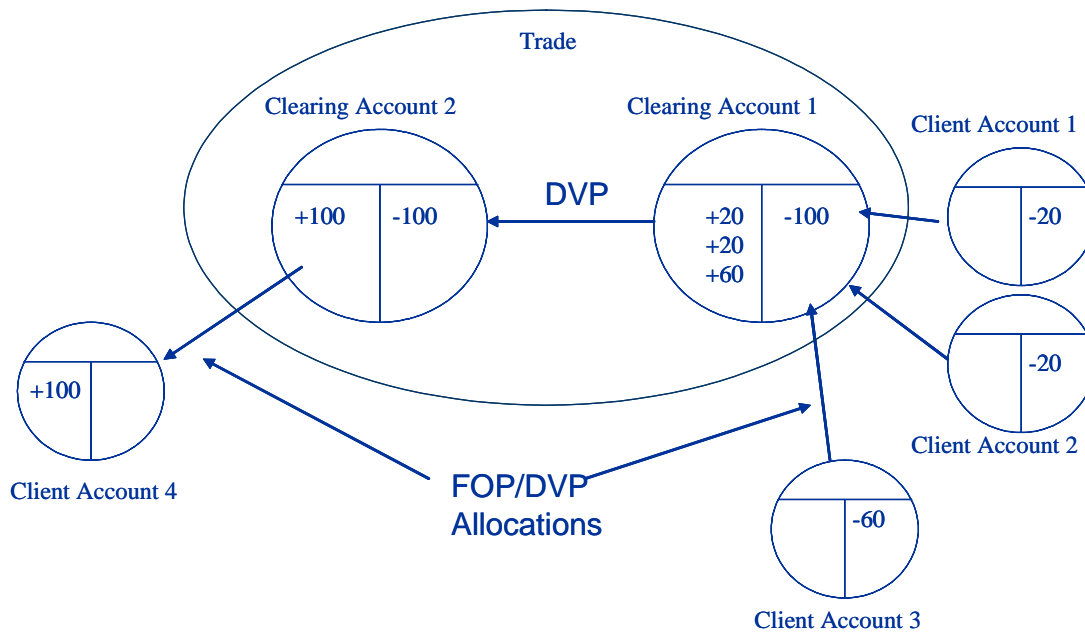 Trade
Clearing Account 2
Clearing Account 1
Client Account 1
DVP
+100
-100
+20
-100
+20
+60
-20
-20
+100
-60
Client Account 2
Client Account 4
FOP/DVP
Allocations
Client Account 3